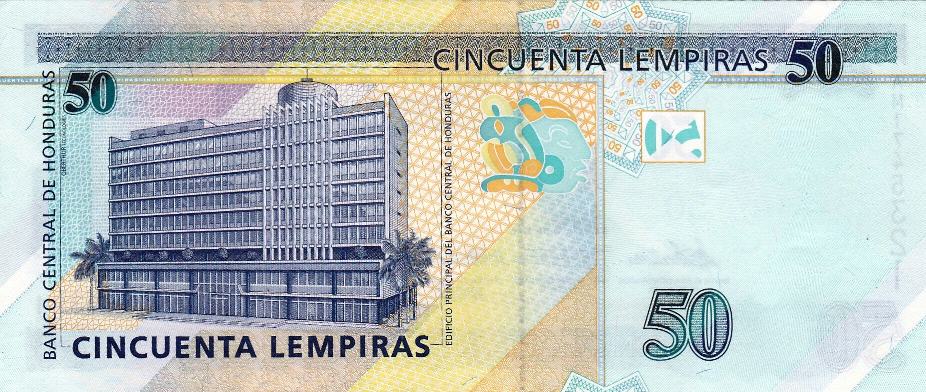 CINCUENTA LEMPIRAS 50
50
BANCO CENTRAL DE HONDURAS
EDIFICIO PRINCIPAL DEL BANCO CENTRAL DE HONDURAS
CINCUENTA LEMPIRAS
50